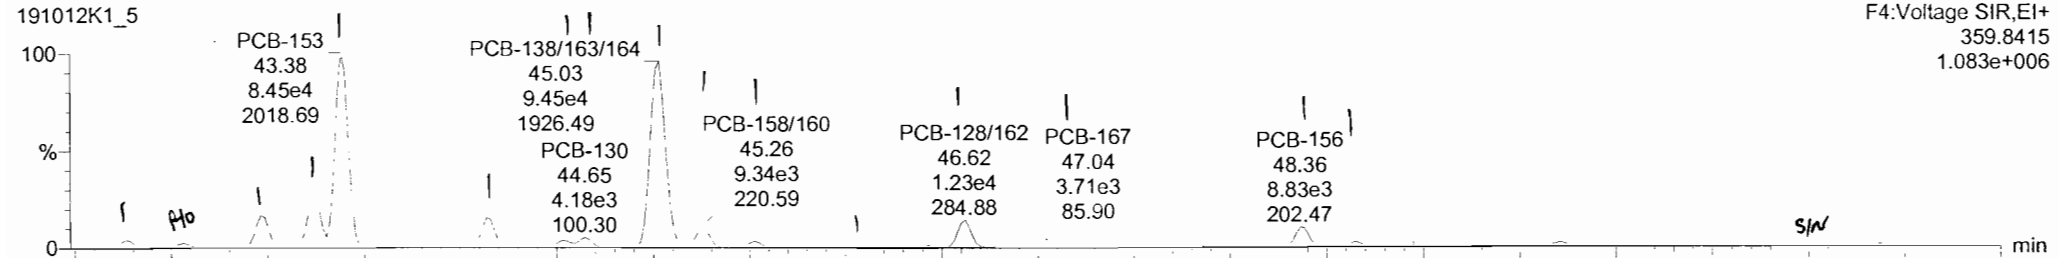 191012K1_5
F4:Voltage SIR,EI+
359.8415
1.083e+006
100
%
0
PCB-153
43.38
8.45e4
2018.69
PCB-138/163/164
45.03
9.45e4
1926.49
PCB-130
44.65
4.18e3
100.30
PCB-158/160
45.26
9.34e3
220.59
PCB-128/162
46.62
1.23e4
284.88
PCB-167
47.04
3.71e3
85.90
PCB-156
48.36
8.83e3
202.47
S/N
min